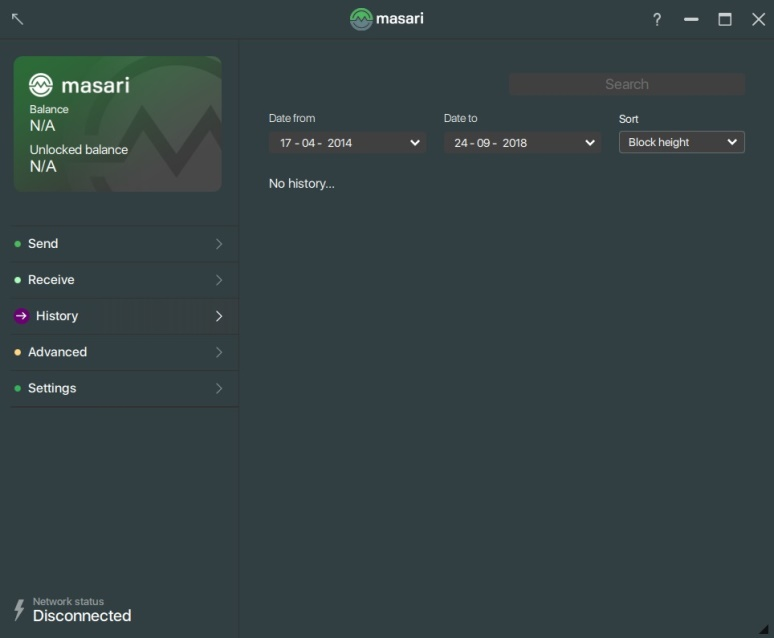 masari
?
masari
Balance
N/A
Unlocked balance
N/A
Send
Receive
History
Advanced
Settings
Network status
Disconnected
Search
Date from
Date to
Sort
17 - 04 - 2014
24 - 09 - 2018
Block height
No history...